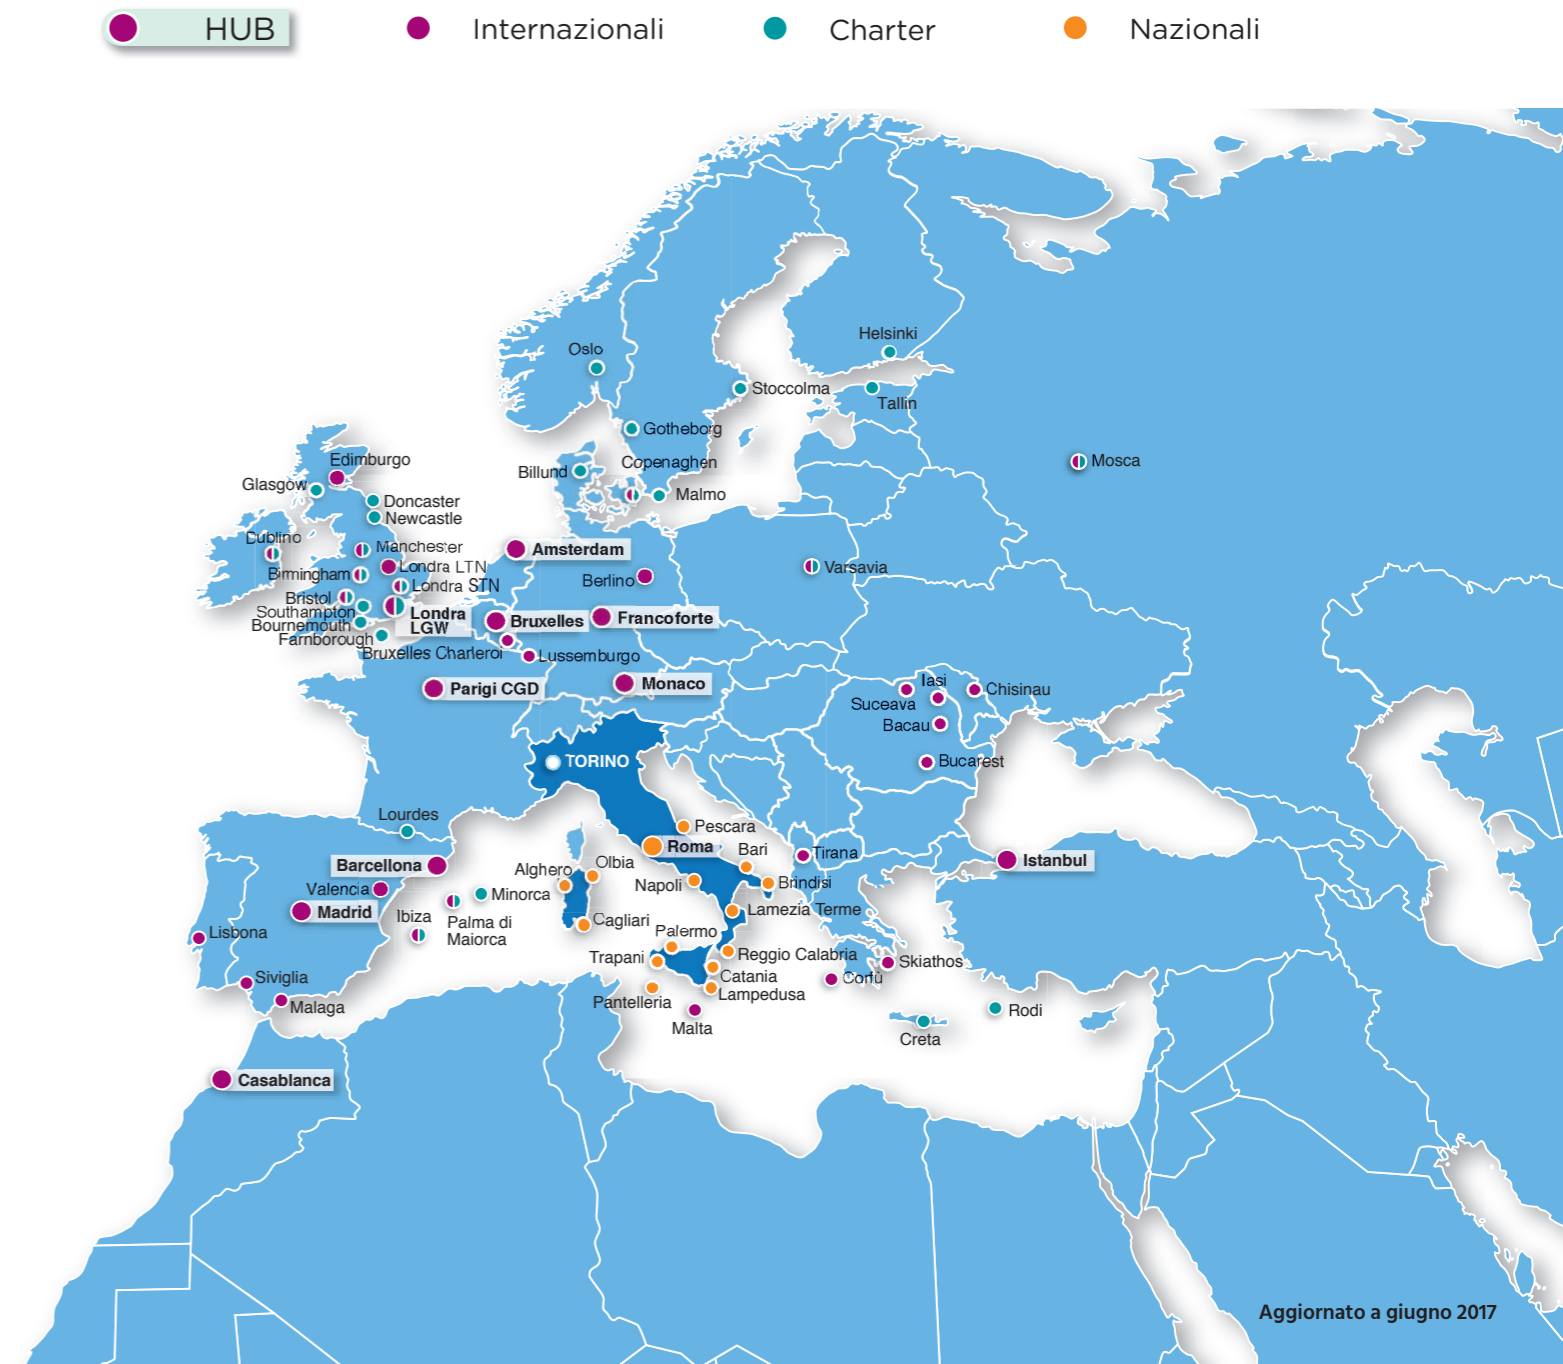 HUB
Internazionali
Charter
Nazionali
Helsinki
Oslo
Stoccolma
Tallin
Gotheborg
Copenaghen
Billund
Malmo
Mosca
Edimburgo
Glasgow
Doncaster
Newcastle
Dublino
Manchester
Londra LTN
Birmingham
Londra STN
Bristol
Southampton
Londra
LGW
Bournemouth
Farnborough
Amsterdam
Berlino
Varsavia
Bruxelles
Francoforte
Bruxelles Charleroi
Lussemburgo
Parigi CGD
Monaco
Iasi
Chisinau
Suceava
Bacau
Bucarest
TORINO
Lourdes
Pescara
Roma
Bari
Tirana
Istanbul
Barcellona
Alghero
Olbia
Napoli
Brindisi
Valencia
Minorca
Madrid
Ibiza
Palma di
Maiorca
Cagliari
Lamezia Terme
Palermo
Lisbona
Trapani
Reggio Calabria
Skiathos
Siviglia
Catania
Corfù
Malaga
Pantelleria
Lampedusa
Malta
Rodi
Creta
Casablanca
Aggiornato a giugno 2017